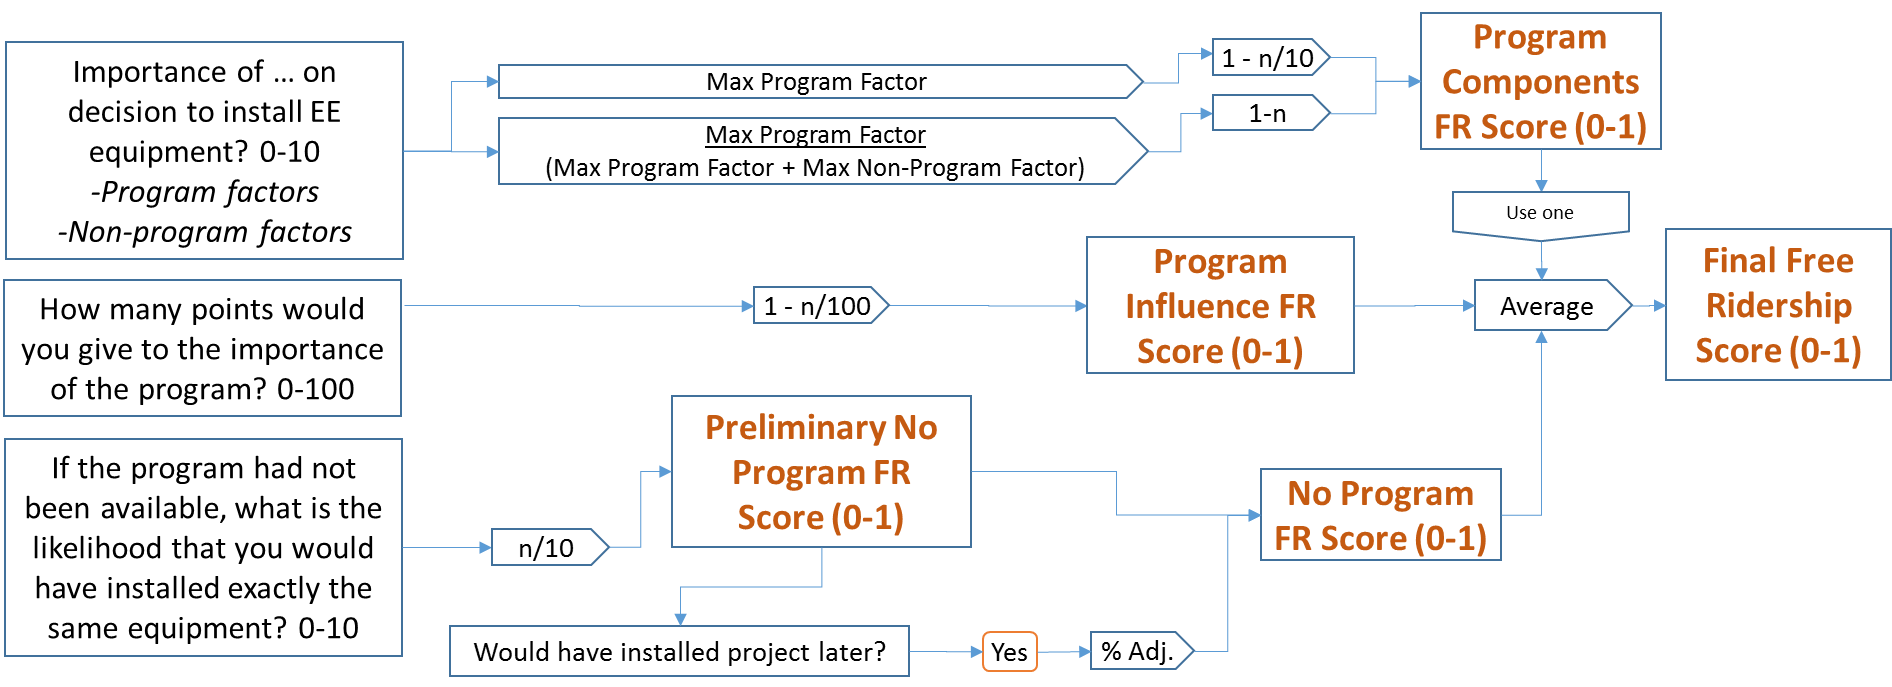 Importance of ... on
decision to install EE
equipment? 0-10
-Program factors
-Non-program factors
Max Program Factor
1 - n/10
Max Program Factor
(Max Program Factor + Max Non-Program Factor)
1-n
Program
Components
FR Score (0-1)
Use one
How many points would
you give to the importance
of the program? 0-100
1 - n/100
Program
Influence FR
Score (0-1)
Average
Final Free
Ridership
Score (0-1)
If the program had not
been available, what is the
likelihood that you would
have installed exactly the
same equipment? 0-10
n/10
Preliminary No
Program FR
Score (0-1)
Would have installed project later?
Yes
% Adj.
No Program
FR Score (0-1)